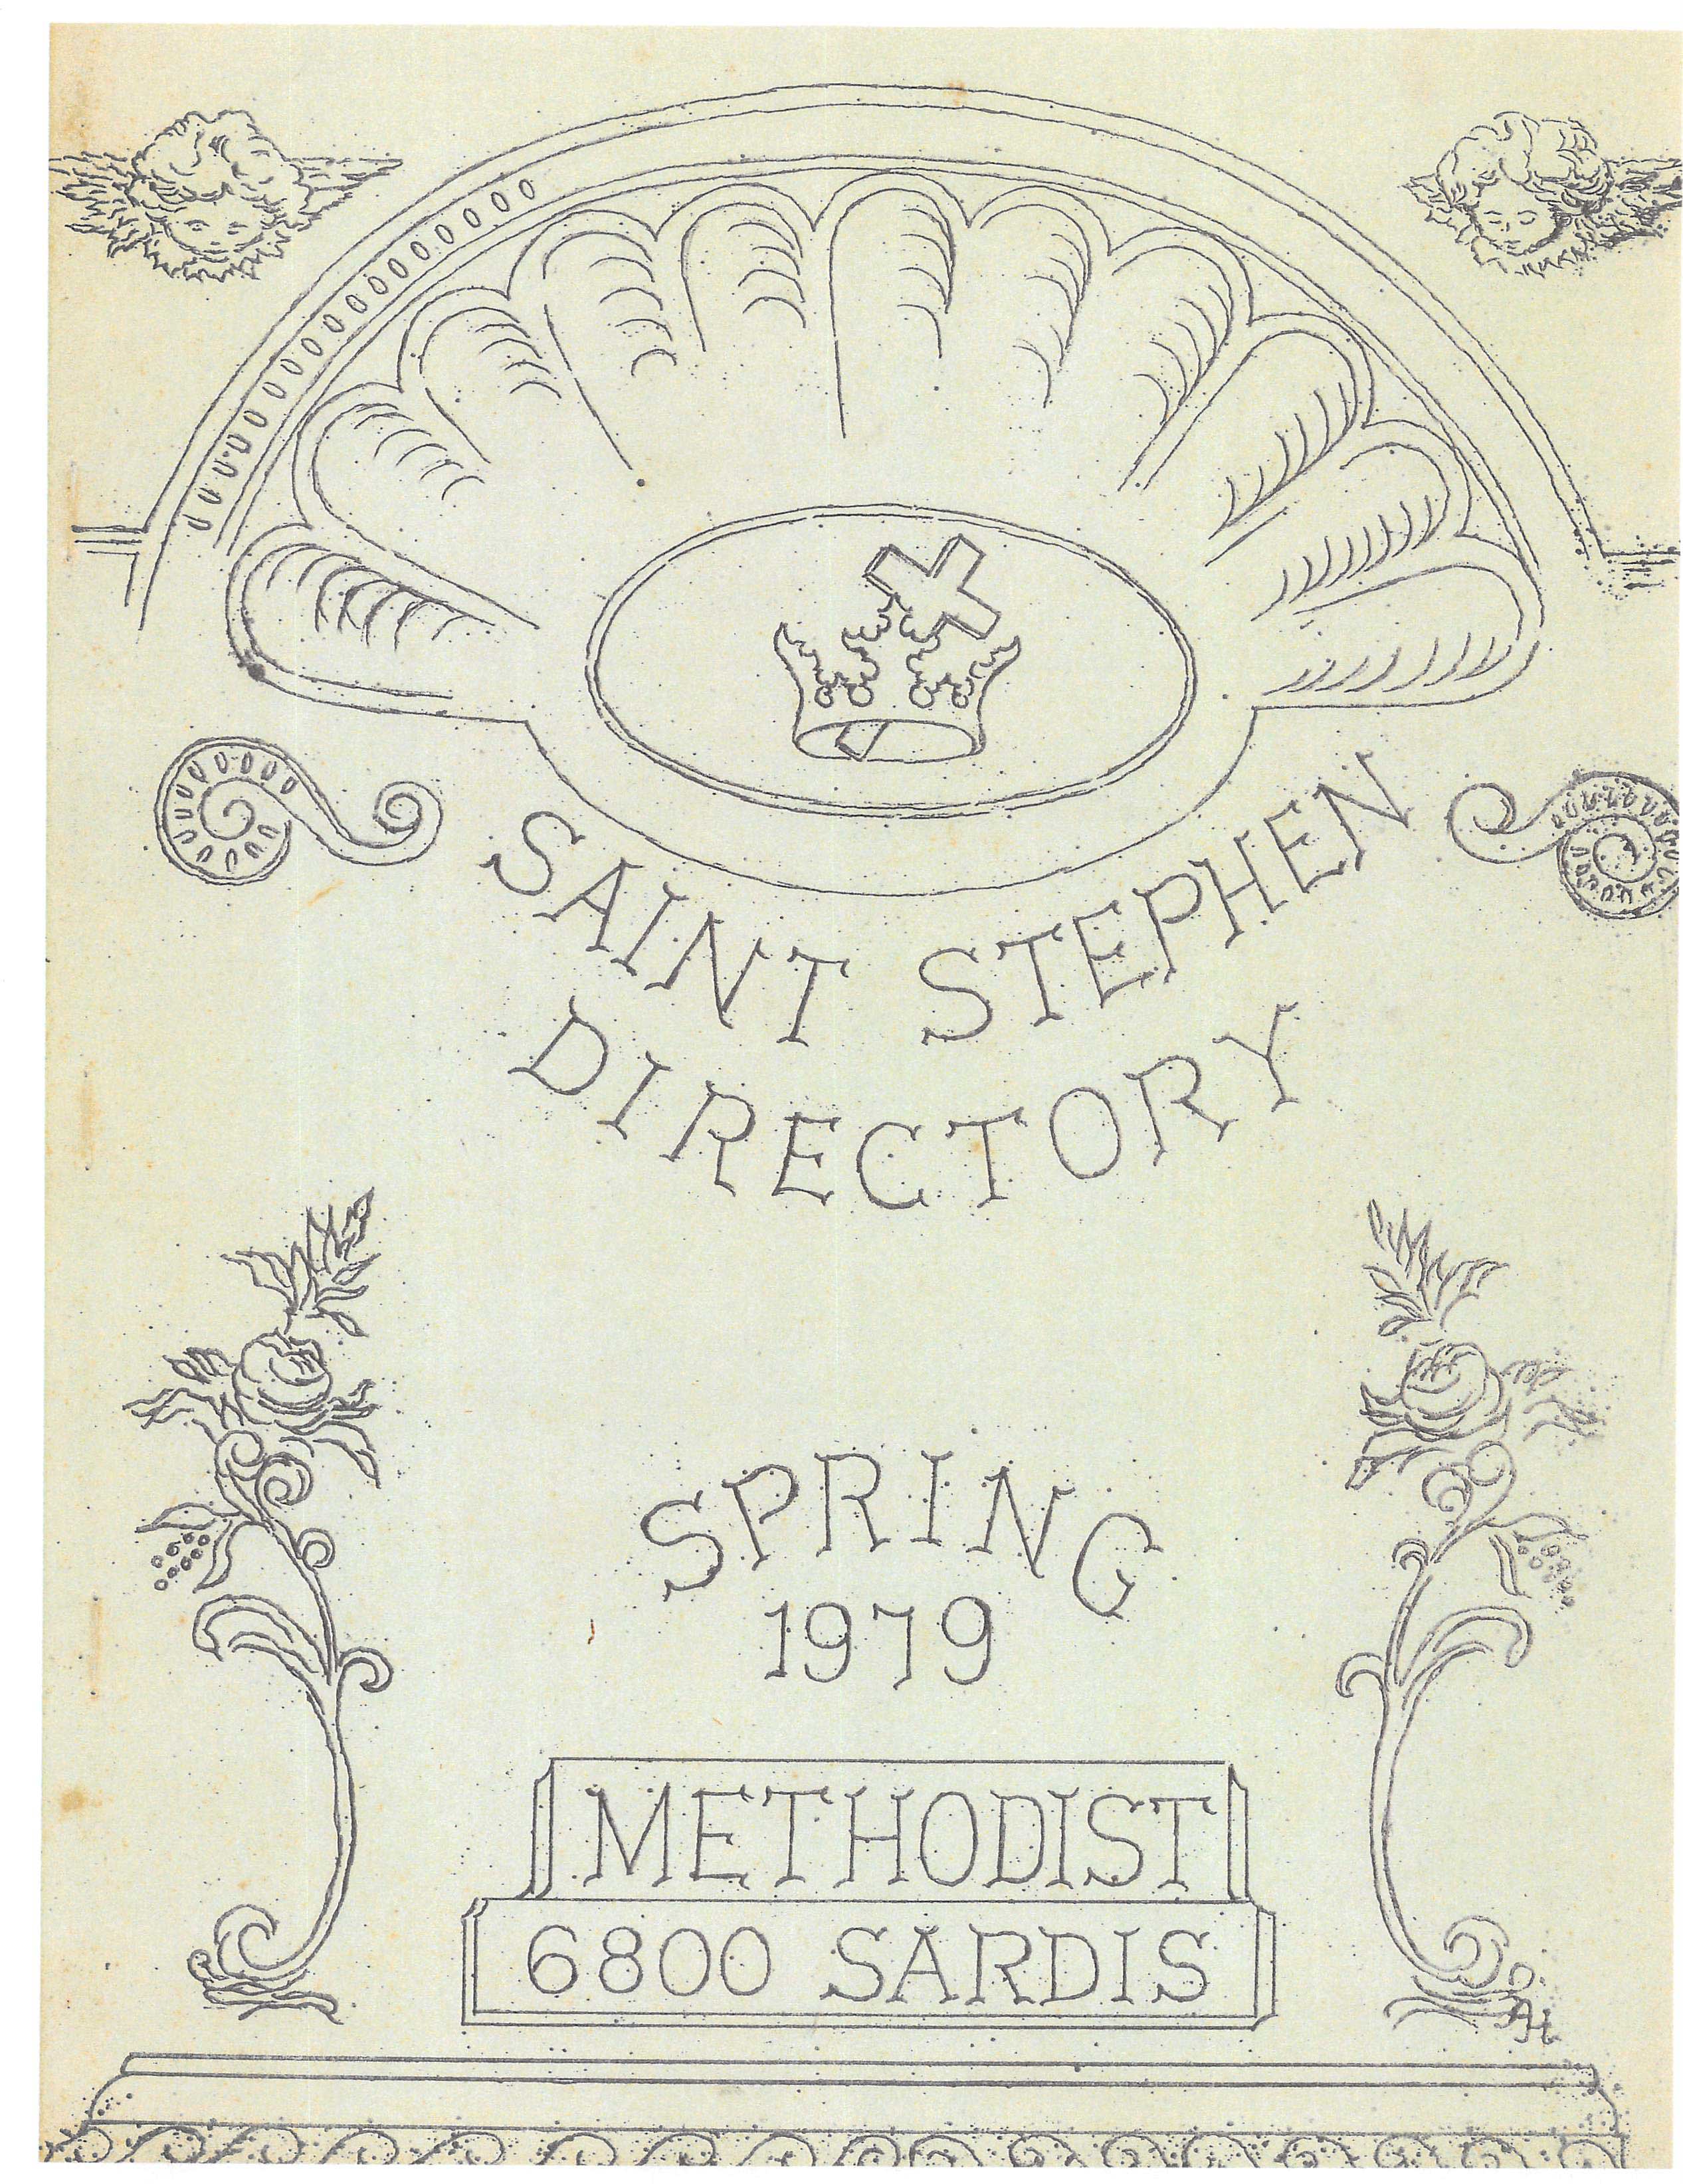 SAINT STEPHEN
DIRECTORY
SPRING
1979
METHODIST
6800 SARDIS